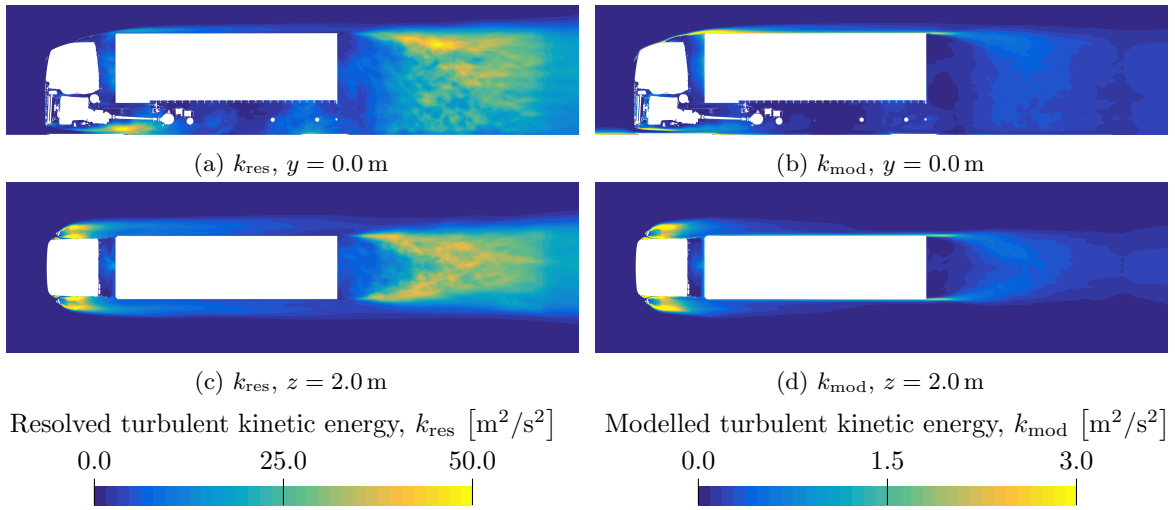 (a) k_res, y = 0.0 m
(b) k_mod, y = 0.0 m
(c) k_res, z = 2.0 m
(d) k_mod, z = 2.0 m
Resolved turbulent kinetic energy, k_res [m²/s²]
0.0 25.0 50.0
Modelled turbulent kinetic energy, k_mod [m²/s²]
0.0 1.5 3.0